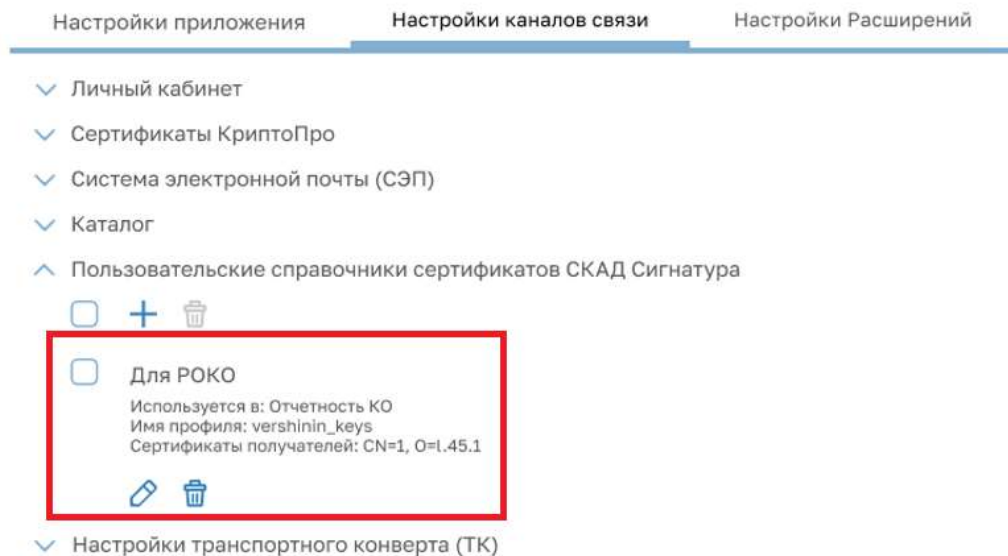 Настройки приложения Настройки каналов связи Настройки Расширений
Личный кабинет
Сертификаты КриптоПро
Система электронной почты (СЭП)
Каталог
Пользовательские справочники сертификатов СКАД Сигнатура
Для РОКО
Используется в: Отчетность КО
Имя профиля: vershinin_keys
Сертификаты получателей: CN=1, O=l.45.1
Настройки транспортного конверта (ТК)